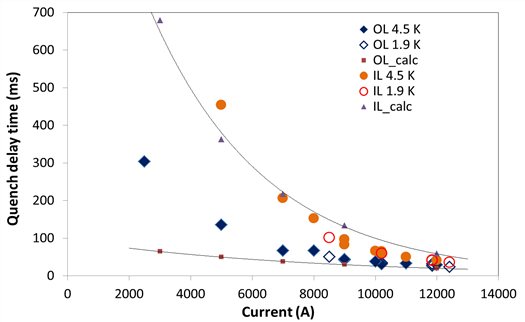 700
600
500
400
300
200
100
0
Quench delay time (ms)
0 2000 4000 6000 8000 10000 12000 14000
Current (A)
OL 4.5 K
OL 1.9 K
OL_calc
IL 4.5 K
IL 1.9 K
IL_calc